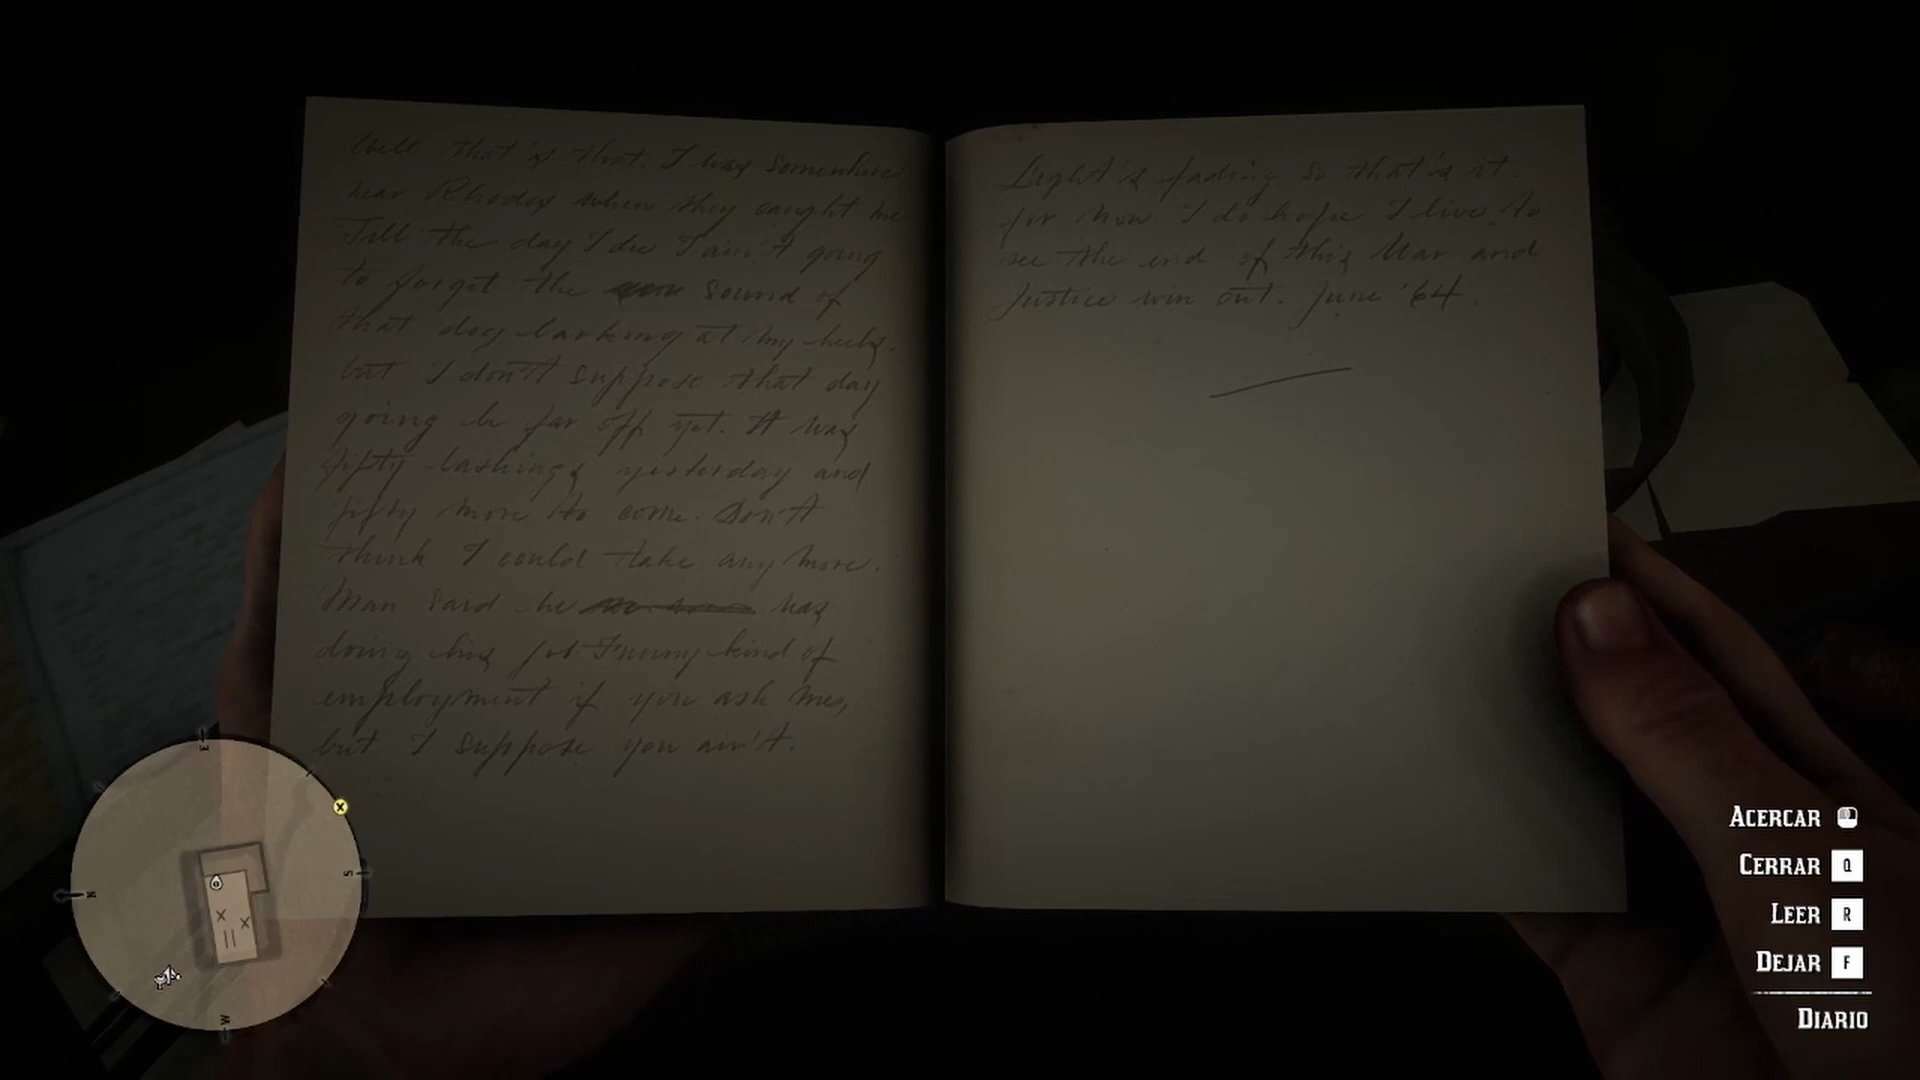 Well that's that. I was somewhere
near Rhodes when they caught me
Till the day I die I ain't going
to forget the sound of
that dog barking at my heels.
but I don't suppose that day
going be far off yet. It was
fifty lashings yesterday and
fifty more to come. Don't
think I could take any more.
Man said he was
doing his job. Funny kind of
employment if you ask me,
but I suppose you ain't.
Light's fading so that's it
for now I do hope I live to
see the end of this War and
Justice win out. June '64.
E
S
N
W
ACERCAR
CERRAR Q
LEER R
DEJAR F
DIARIO